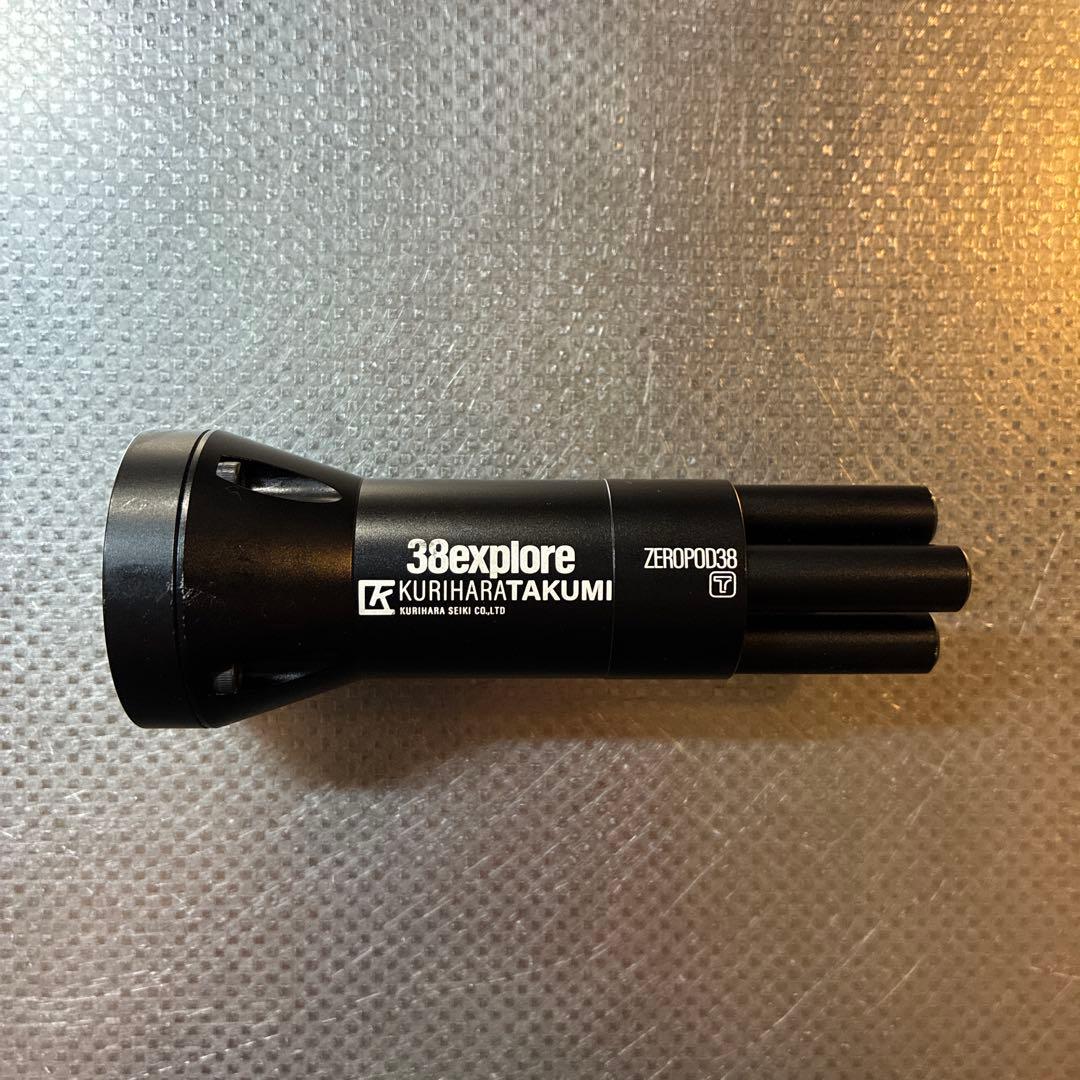 38explore
KURIHARATAKUMI
KURIHARA SEIKI CO.,LTD
ZEROPOD38
T